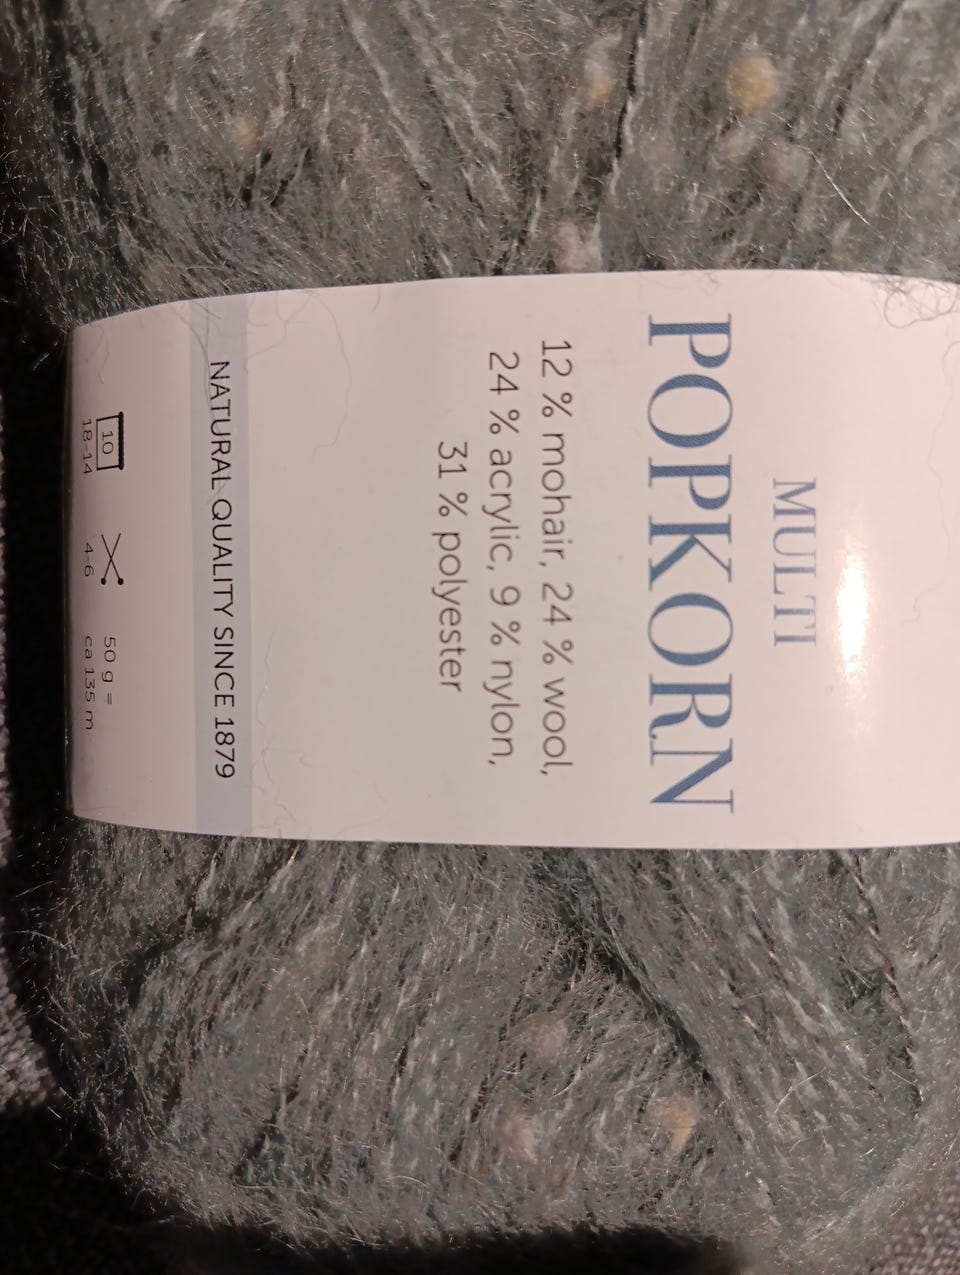 MULTI
POPKORN
12 % mohair, 24 % wool,
24 % acrylic, 9 % nylon,
31 % polyester
NATURAL QUALITY SINCE 1879
10
18-14
4-6
50 g =
ca 135 m